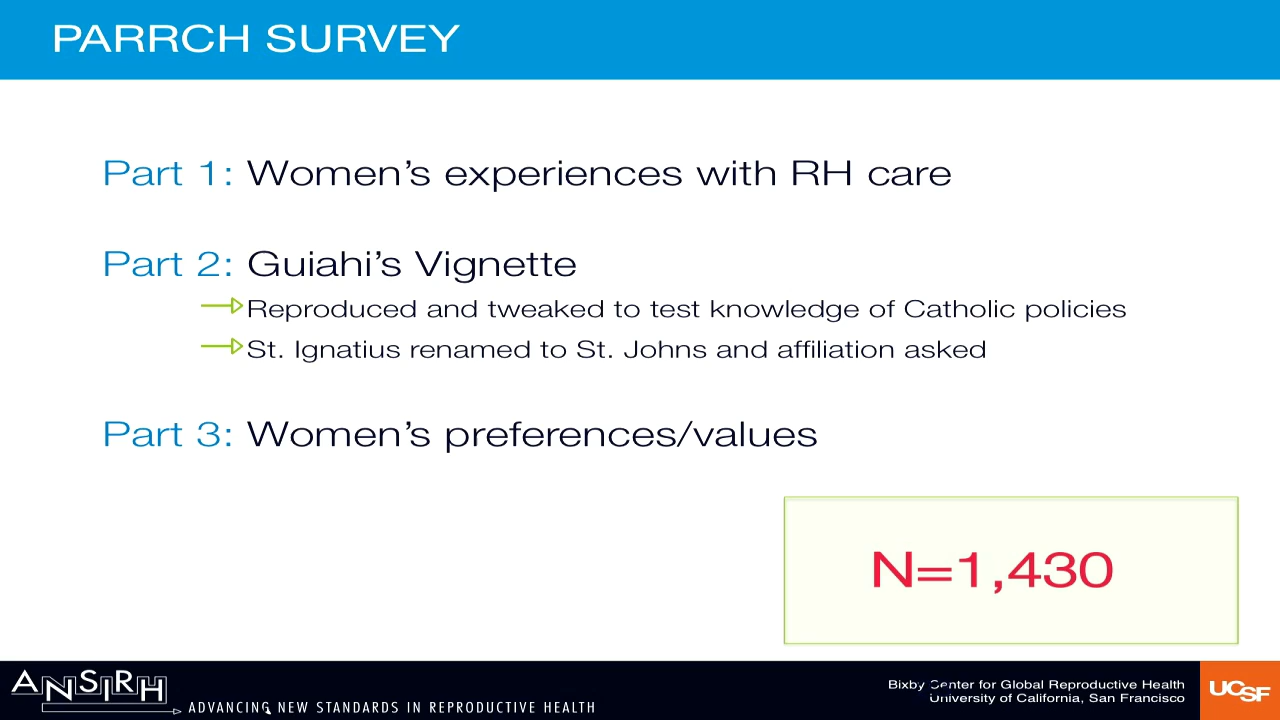 PARRCH SURVEY
Part 1: Women's experiences with RH care
Part 2: Guiahi's Vignette
Reproduced and tweaked to test knowledge of Catholic policies
St. Ignatius renamed to St. Johns and affiliation asked
Part 3: Women's preferences/values
N=1,430
ANSIRH
ADVANCING NEW STANDARDS IN REPRODUCTIVE HEALTH
Bixby Center for Global Reproductive Health
University of California, San Francisco
UCSF